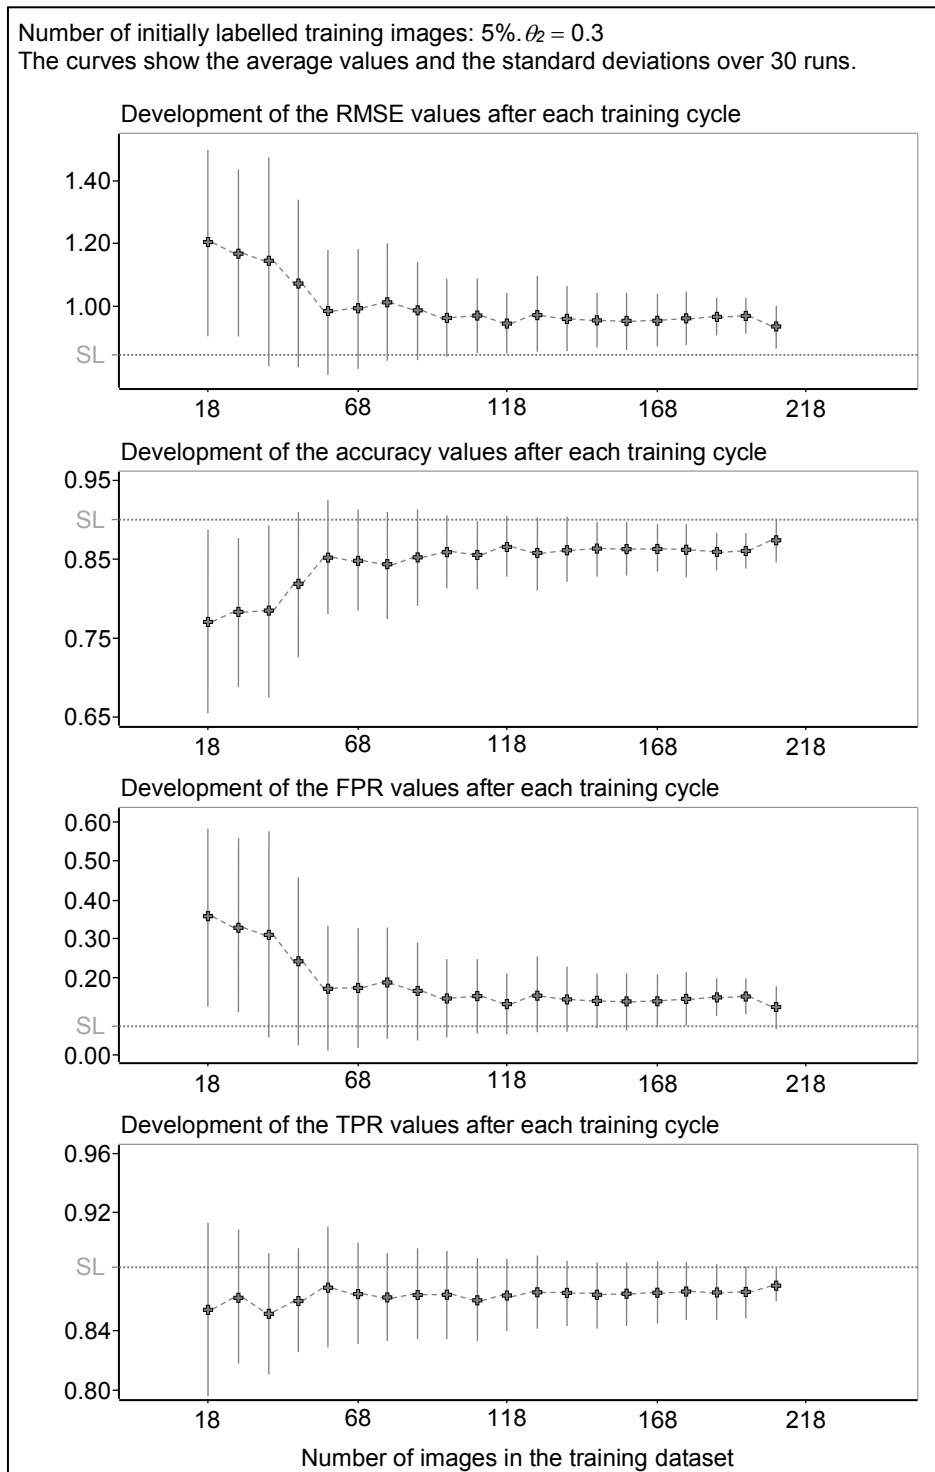 Number of initially labelled training images: 5%. θ2 = 0.3
The curves show the average values and the standard deviations over 30 runs.
Development of the RMSE values after each training cycle
1.40
1.20
1.00
SL
18 68 118 168 218
Development of the accuracy values after each training cycle
0.95
SL
0.85
0.75
0.65
18 68 118 168 218
Development of the FPR values after each training cycle
0.60
0.50
0.40
0.30
0.20
SL
0.00
18 68 118 168 218
Development of the TPR values after each training cycle
0.96
0.92
SL
0.84
0.80
18 68 118 168 218
Number of images in the training dataset